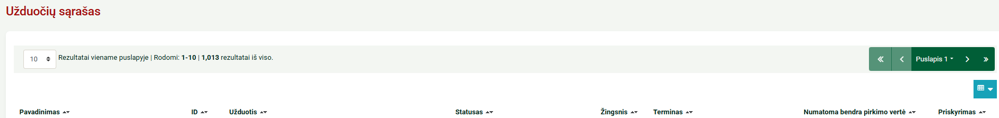 Užduočių sąrašas
10 Rezultatai viename puslapyje | Rodomi: 1-10 | 1,013 rezultatai iš viso.
Puslapis 1
Pavadinimas ID Užduotis Statusas Žingsnis Terminas Numatoma bendra pirkimo vertė Priskyrimas